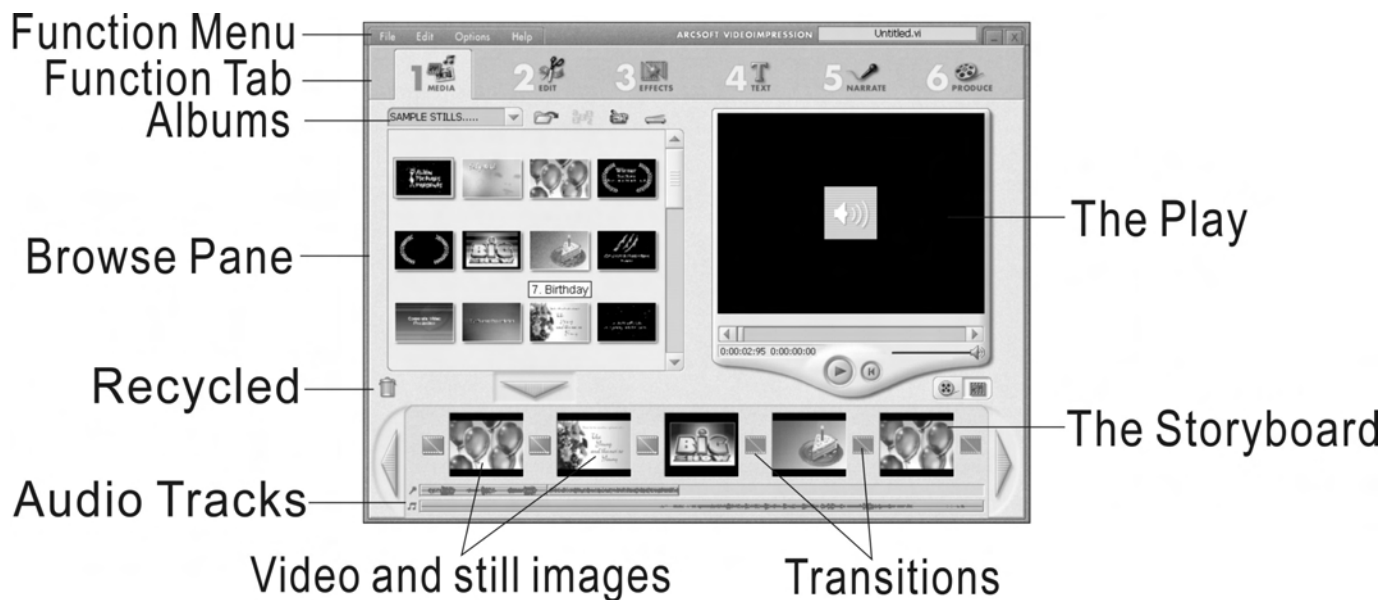 Function Menu
Function Tab
Albums
Browse Pane
Recycled
Audio Tracks
Video and still images
Transitions
The Storyboard
The Play
File Edit Options Help
ARCSOFT VIDEOIMPRESSION
Untitled.vi
1 MEDIA
2 EDIT
3 EFFECTS
4 TEXT
5 NARRATE
6 PRODUCE
SAMPLE STILLS.....
BIG
7. Birthday
0:00:02:95 0:00:00:00
BIG